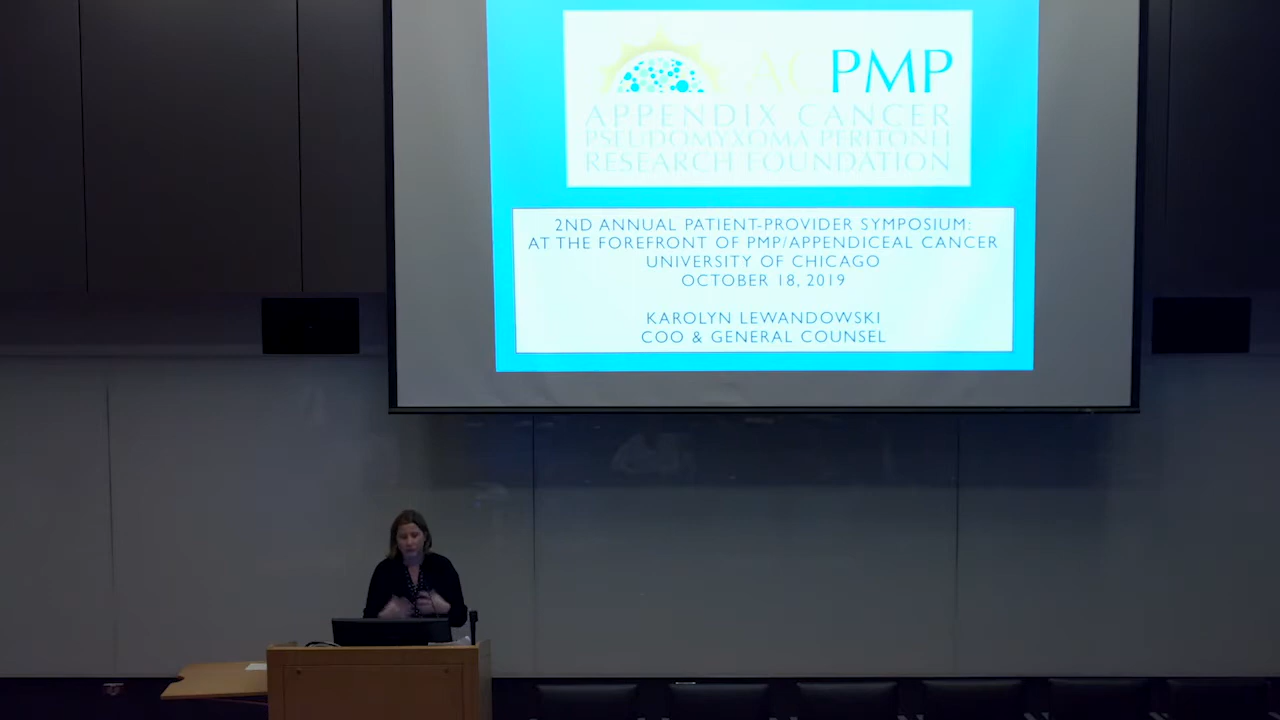 ACPMP
APPENDIX CANCER
PSEUDOMYXOMA PERITONEI
RESEARCH FOUNDATION
2ND ANNUAL PATIENT-PROVIDER SYMPOSIUM:
AT THE FOREFRONT OF PMP/APPENDICEAL CANCER
UNIVERSITY OF CHICAGO
OCTOBER 18, 2019
KAROLYN LEWANDOWSKI
COO & GENERAL COUNSEL